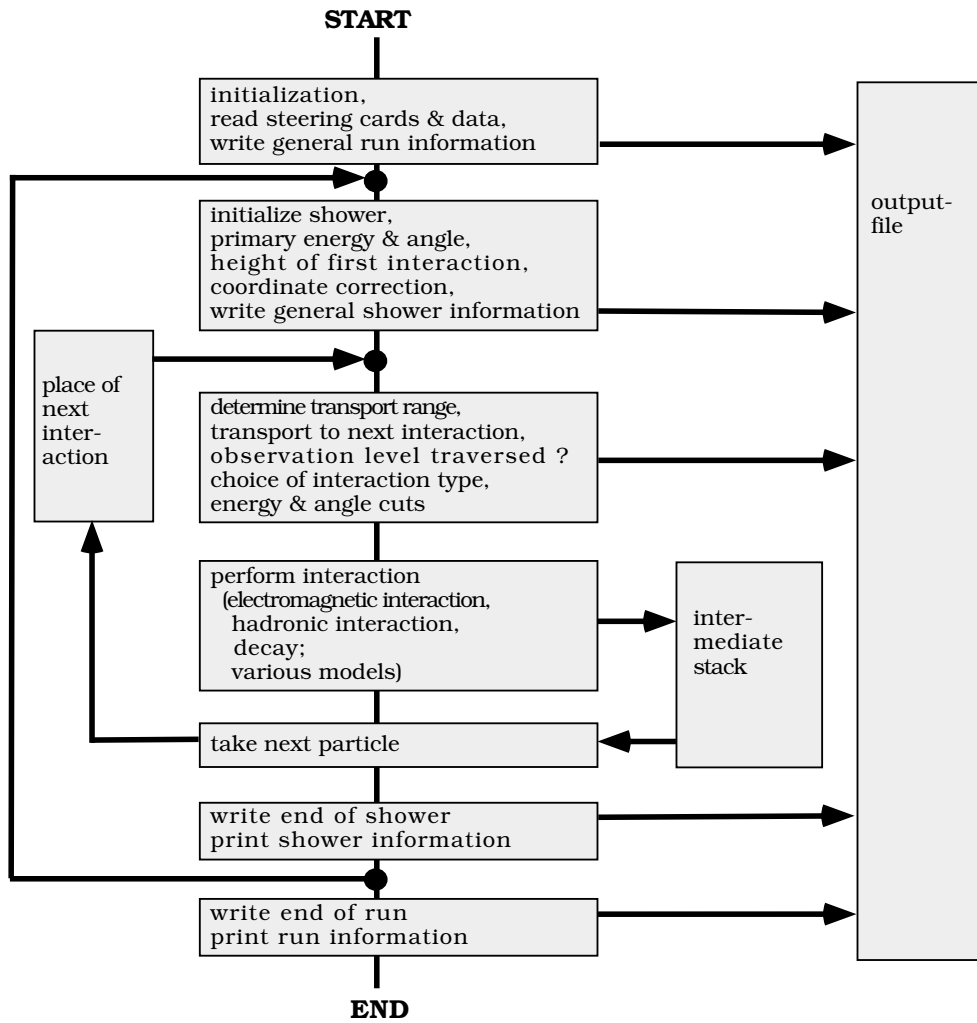 START
initialization,
read steering cards & data,
write general run information
output-
file
initialize shower,
primary energy & angle,
height of first interaction,
coordinate correction,
write general shower information
place of
next
inter-
action
determine transport range,
transport to next interaction,
observation level traversed ?
choice of interaction type,
energy & angle cuts
perform interaction
(electromagnetic interaction,
hadronic interaction,
decay;
various models)
inter-
mediate
stack
take next particle
write end of shower
print shower information
write end of run
print run information
END